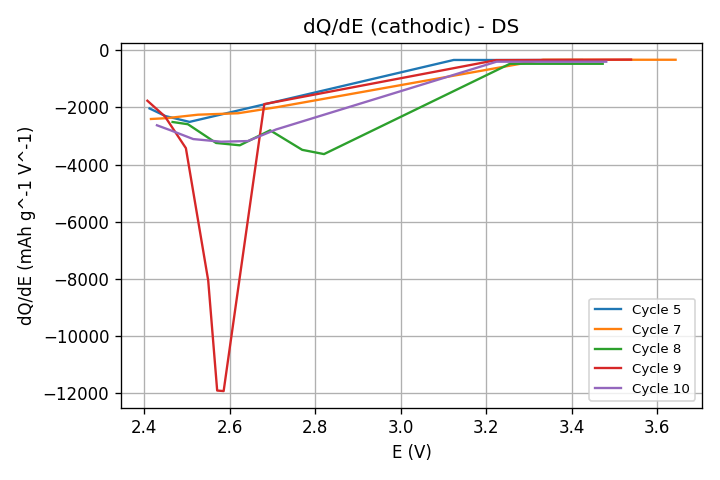 dQ/dE (cathodic) - DS
0
−2000
−4000
−6000
−8000
−10000
−12000
dQ/dE (mAh g^-1 V^-1)
2.4 2.6 2.8 3.0 3.2 3.4 3.6
E (V)
Cycle 5
Cycle 7
Cycle 8
Cycle 9
Cycle 10